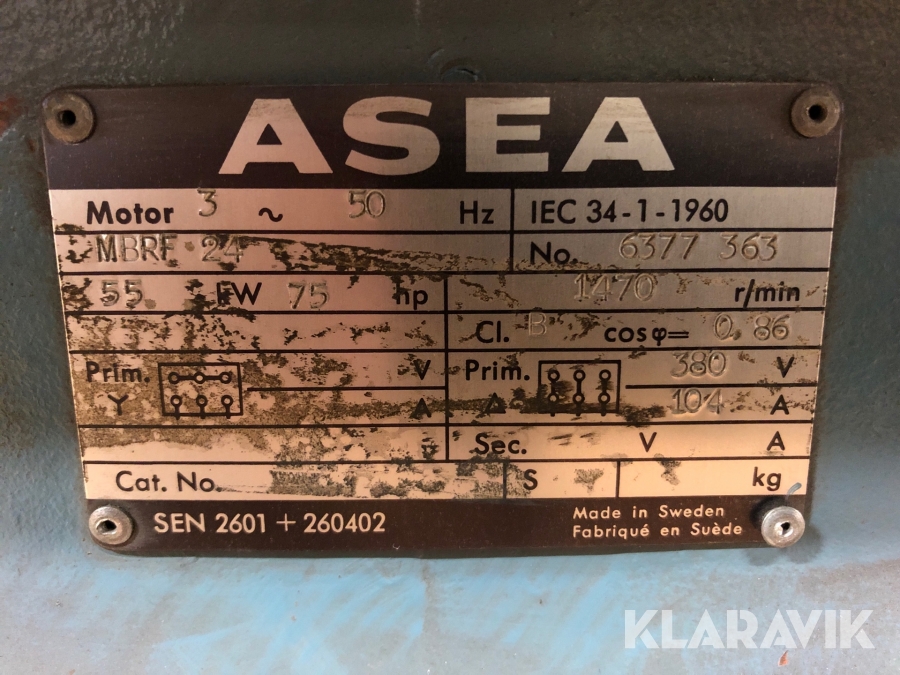 ASEA
Motor 3 ~ 50 Hz IEC 34-1-1960
MBRF 24 No. 6377 363
55 KW 75 hp 1470 r/min
Cl. B cosφ= 0,86
Prim. V Prim. 380 V
Y A Δ 104 A
Sec. V A
Cat. No. S kg
SEN 2601 + 260402
Made in Sweden
Fabriqué en Suède
KLARAVIK